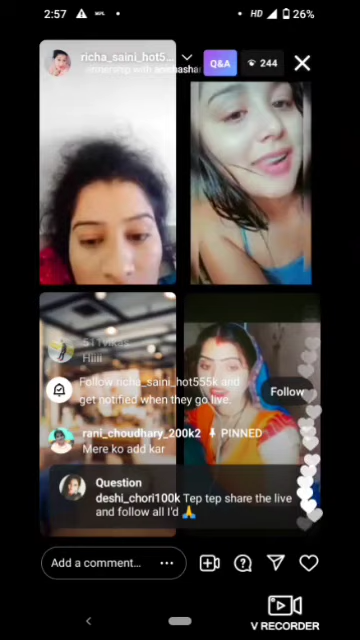 2:57
HD
26%
richa_saini_hot5...
Q&A
244
Hiiii
Follow richa_saini_hot555k and
get notified when they go live.
Follow
rani_choudhary_200k2 PINNED
Mere ko add kar
Question
deshi_chori100k Tep tep share the live
and follow all I'd 🙏
Add a comment...
V RECORDER